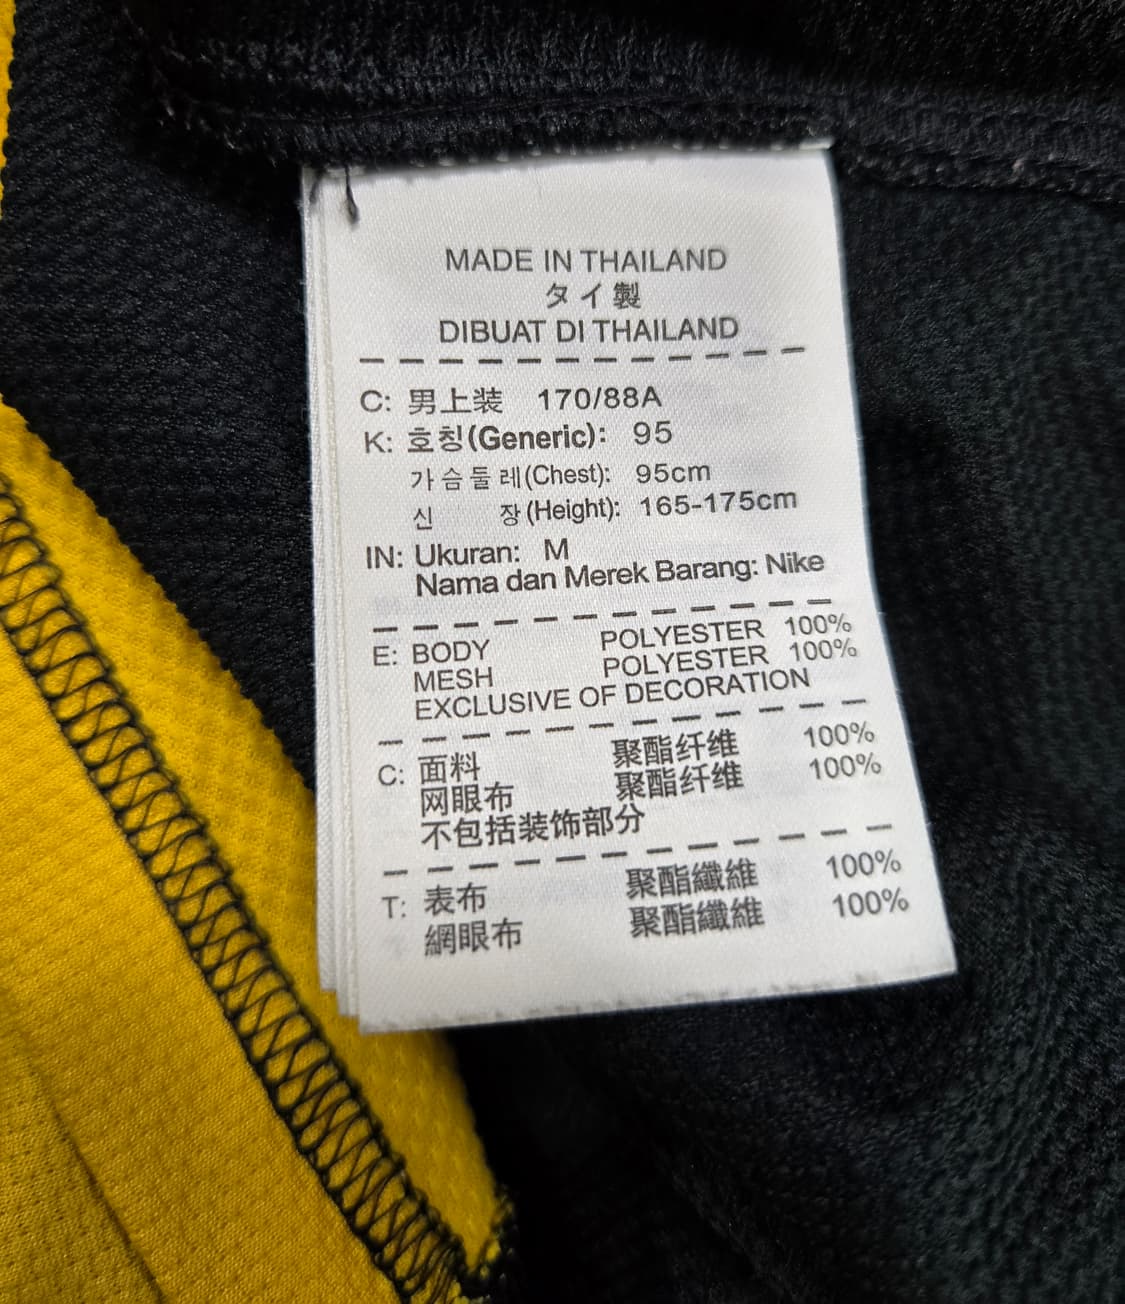 MADE IN THAILAND
タイ製
DIBUAT DI THAILAND
C: 男上装 170/88A
K: 호칭(Generic): 95
가슴둘레(Chest): 95cm
신 장(Height): 165-175cm
IN: Ukuran: M
Nama dan Merek Barang: Nike
E: BODY POLYESTER 100%
MESH POLYESTER 100%
EXCLUSIVE OF DECORATION
C: 面料 聚酯纤维 100%
网眼布 聚酯纤维 100%
不包括装饰部分
T: 表布 聚酯纖維 100%
網眼布 聚酯纖維 100%